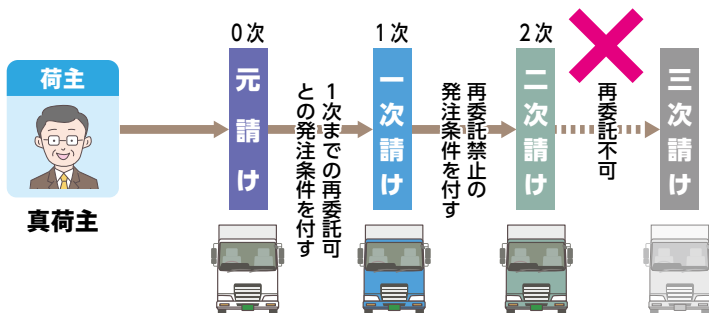 荷主
真荷主
0次
元請け
1次までの再委託可
との発注条件を付す
1次
一次請け
再委託禁止の
発注条件を付す
2次
二次請け
再委託不可
三次請け